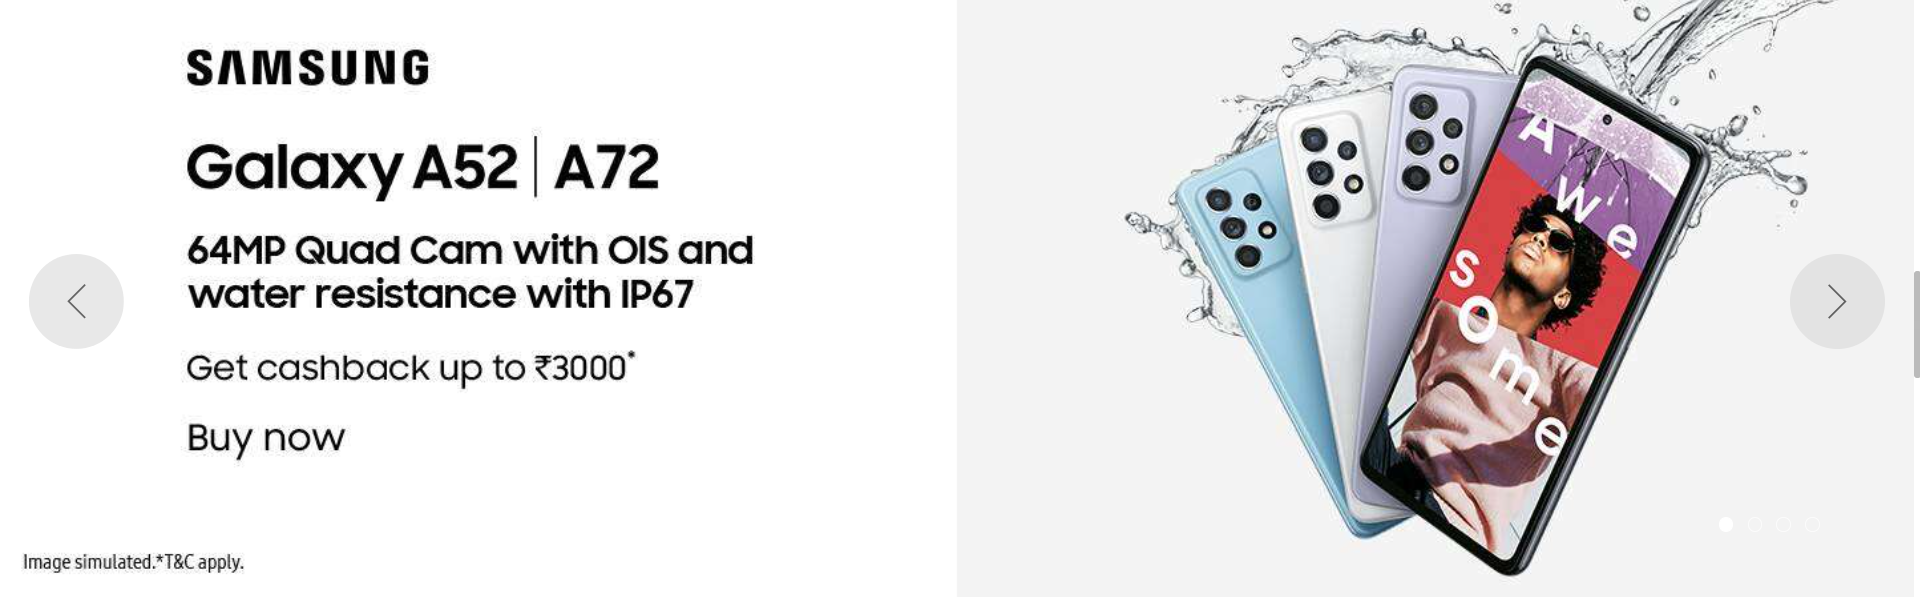 SAMSUNG
Galaxy A52 | A72
64MP Quad Cam with OIS and
water resistance with IP67
Get cashback up to ₹3000*
Buy now
Image simulated.*T&C apply.
Awesome